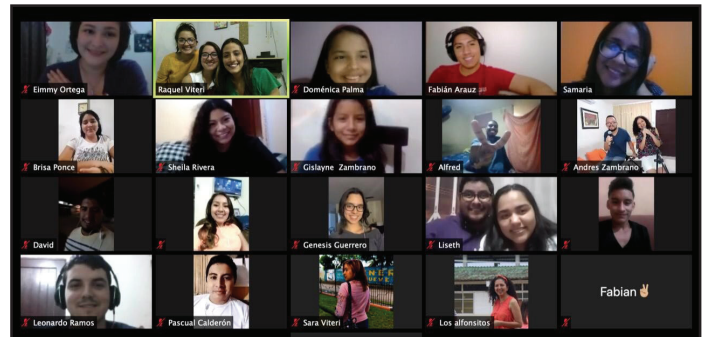 Eimmy Ortega
Raquel Viteri
Doménica Palma
Fabián Arauz
Samaria
Brisa Ponce
Sheila Rivera
Gislayne Zambrano
Alfred
Andres Zambrano
David
Genesis Guerrero
Liseth
Leonardo Ramos
Pascual Calderón
Sara Viteri
Los alfonsitos
Fabian✌🏼